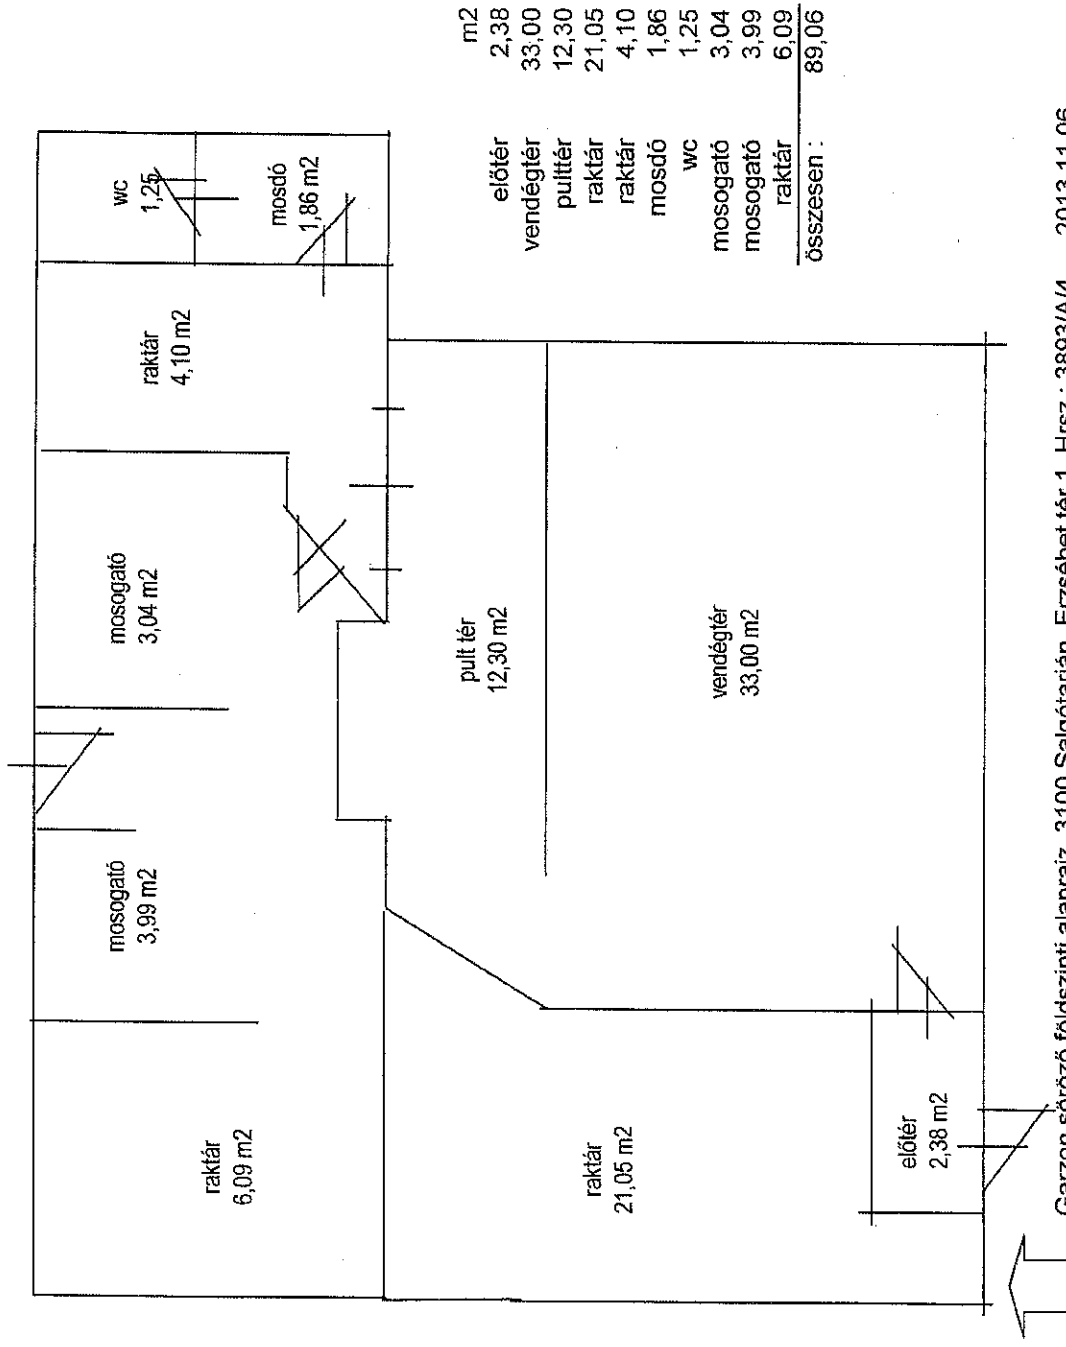 m2
előtér 2,38
vendégtér 33,00
pulttér 12,30
raktár 21,05
raktár 4,10
mosdó 1,86
wc 1,25
mosogató 3,04
mosogató 3,99
raktár 6,09
összesen : 89,06
wc
1,25
mosdó
1,86 m2
raktár
4,10 m2
mosogató
3,04 m2
mosogató
3,99 m2
raktár
6,09 m2
pult tér
12,30 m2
vendégtér
33,00 m2
raktár
21,05 m2
előtér
2,38 m2
Garzon söröző földszinti alaprajz 3100 Salgótarján, Erzsébet tér 1. Hrsz.: 3893/A/4 2013.11.06